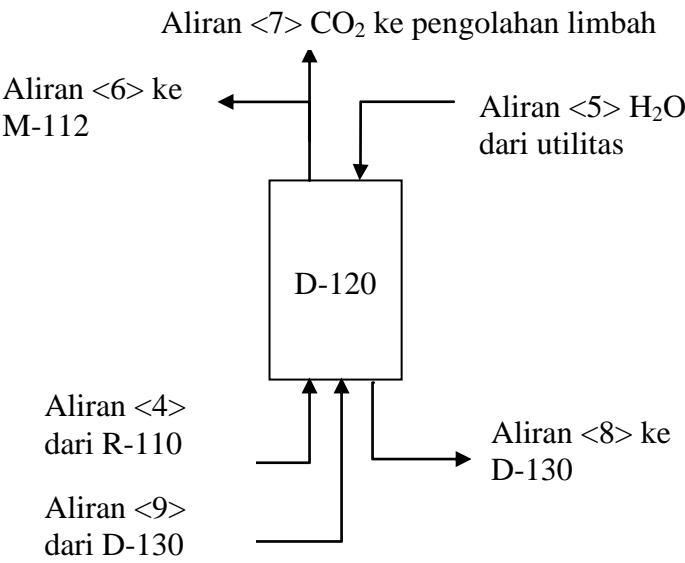 Aliran <7> CO₂ ke pengolahan limbah
Aliran <6> ke
M-112
Aliran <5> H₂O
dari utilitas
D-120
Aliran <4>
dari R-110
Aliran <8> ke
D-130
Aliran <9>
dari D-130